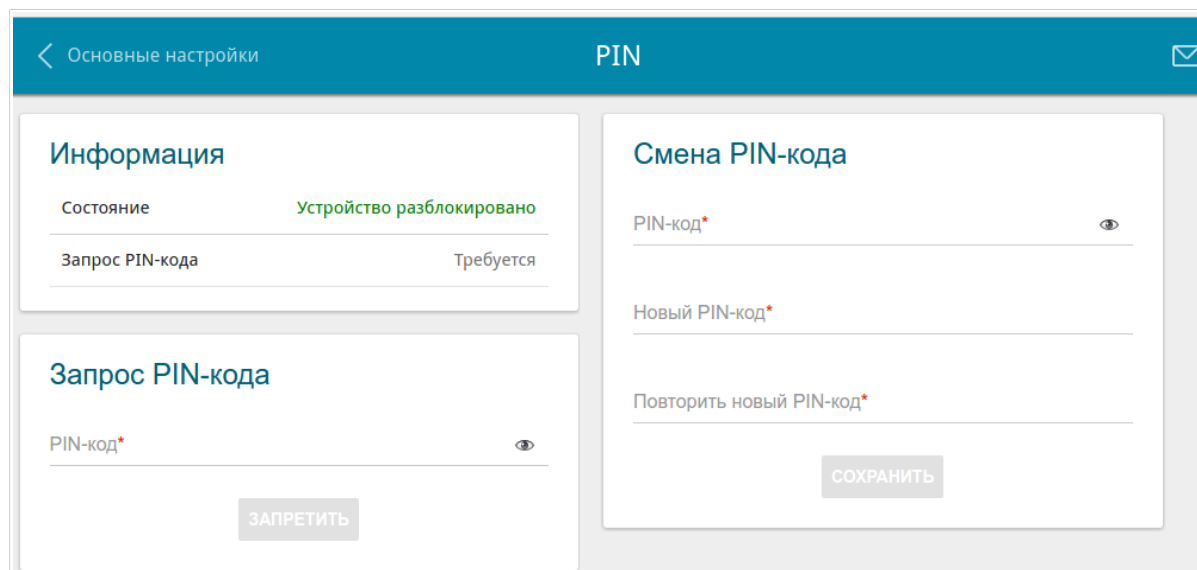 Основные настройки
PIN
Информация
Состояние Устройство разблокировано
Запрос PIN-кода Требуется
Запрос PIN-кода
PIN-код*
ЗАПРЕТИТЬ
Смена PIN-кода
PIN-код*
Новый PIN-код*
Повторить новый PIN-код*
СОХРАНИТЬ